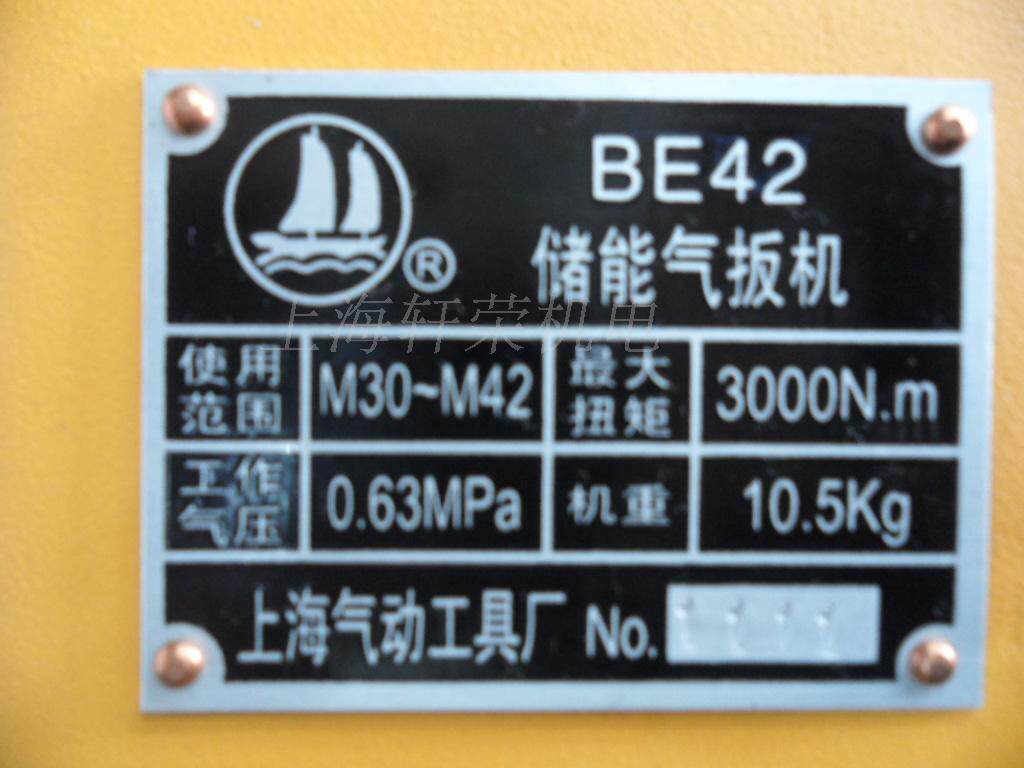 BE42
储能气扳机
®
上海轩荣机电
使用范围 M30~M42 最大扭矩 3000N.m
工作气压 0.63MPa 机重 10.5Kg
上海气动工具厂 No.